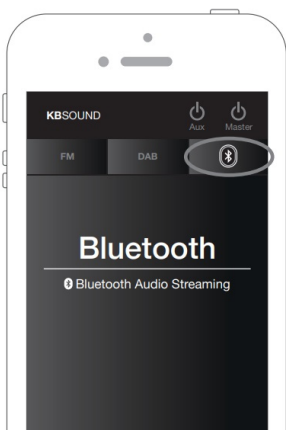 KBSOUND
Aux Master
FM DAB
Bluetooth
Bluetooth Audio Streaming